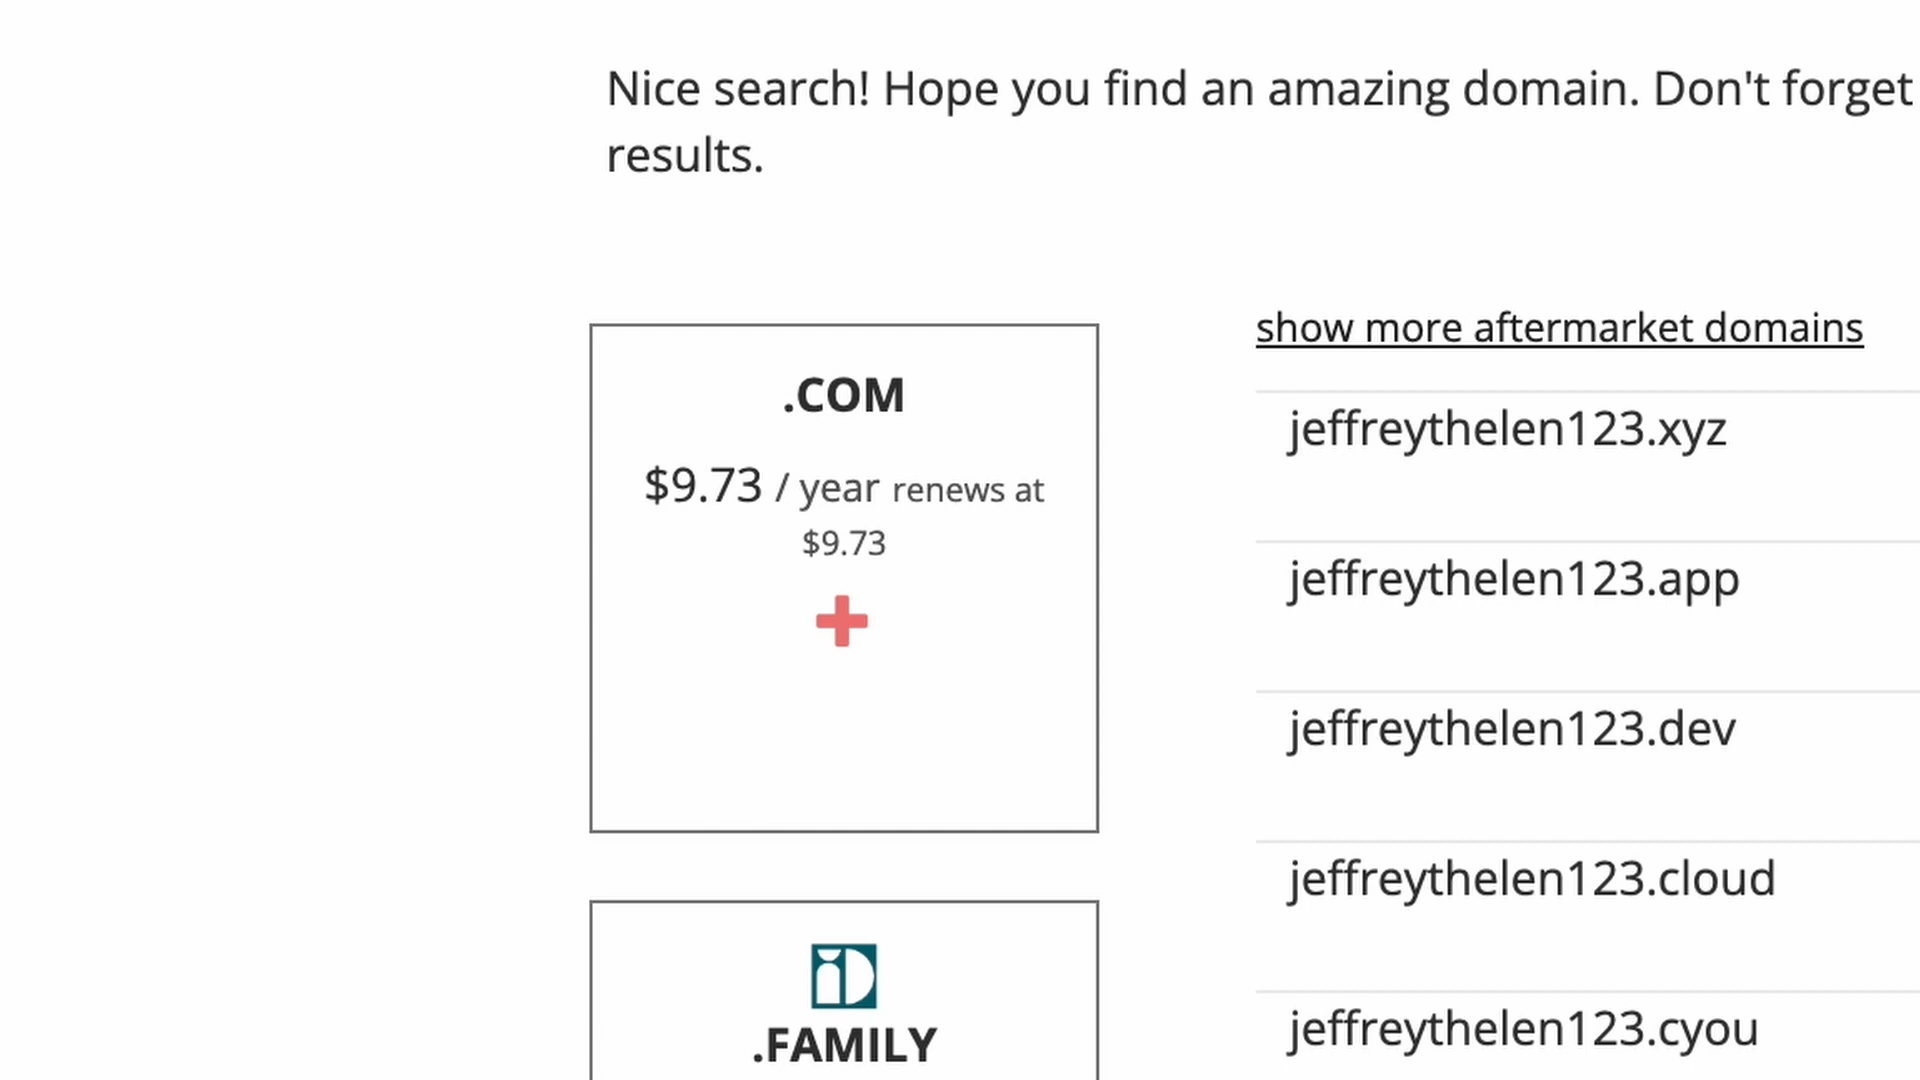 Nice search! Hope you find an amazing domain. Don't forget
results.
.COM
$9.73 / year renews at
$9.73
iD
.FAMILY
show more aftermarket domains
jeffreythelen123.xyz
jeffreythelen123.app
jeffreythelen123.dev
jeffreythelen123.cloud
jeffreythelen123.cyou